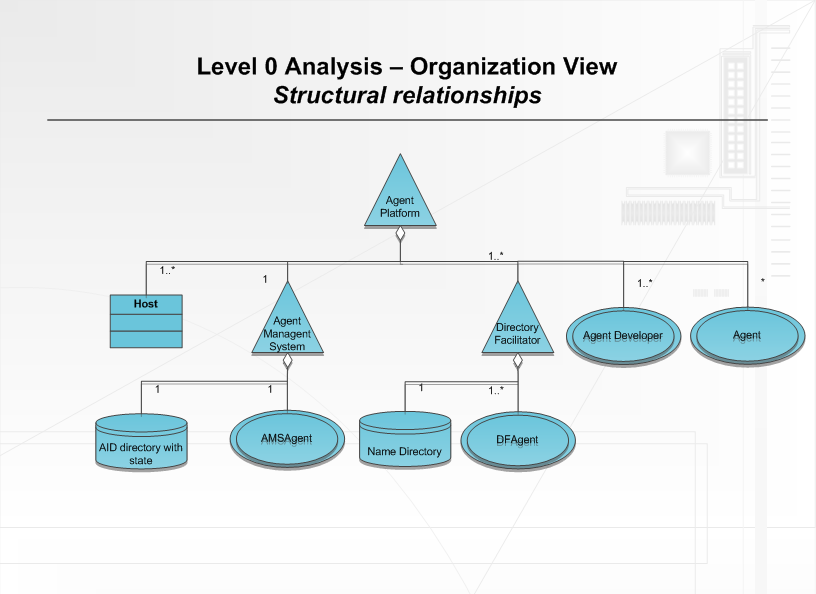 Level 0 Analysis – Organization View
Structural relationships
Agent
Platform
1..*
1..*
1
1..*
*
Host
Agent
Managent
System
Directory
Facilitator
Agent Developer
Agent
1
1
1
1..*
AID directory with
state
AMSAgent
Name Directory
DFAgent